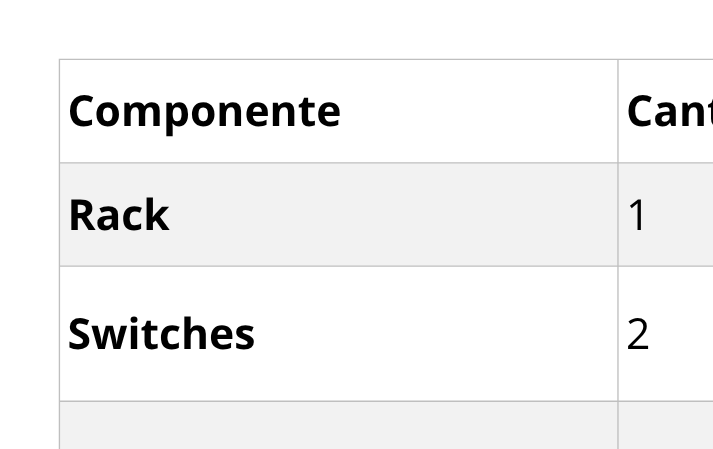 Componente
Rack 1
Switches 2